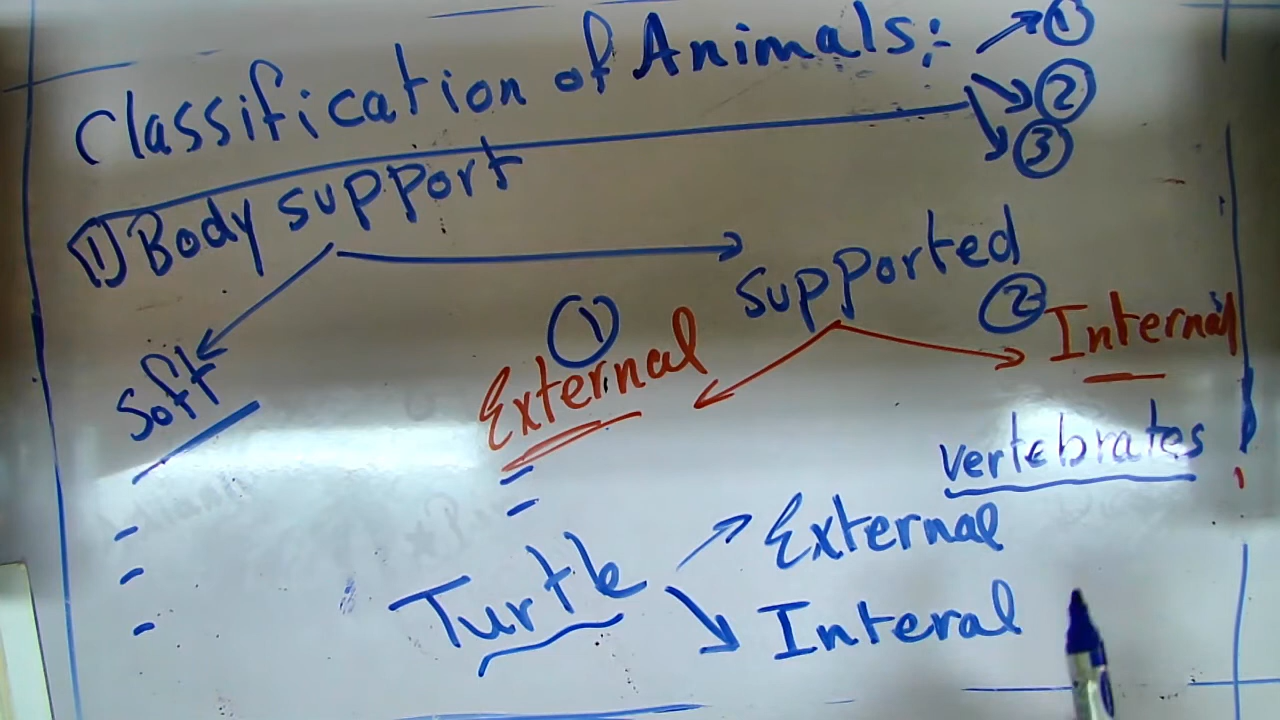 Classification of Animals:
1
2
3
1) Body support
Supported
Soft
1
External
2
Internal
vertebrates
Turtle
External
Interal